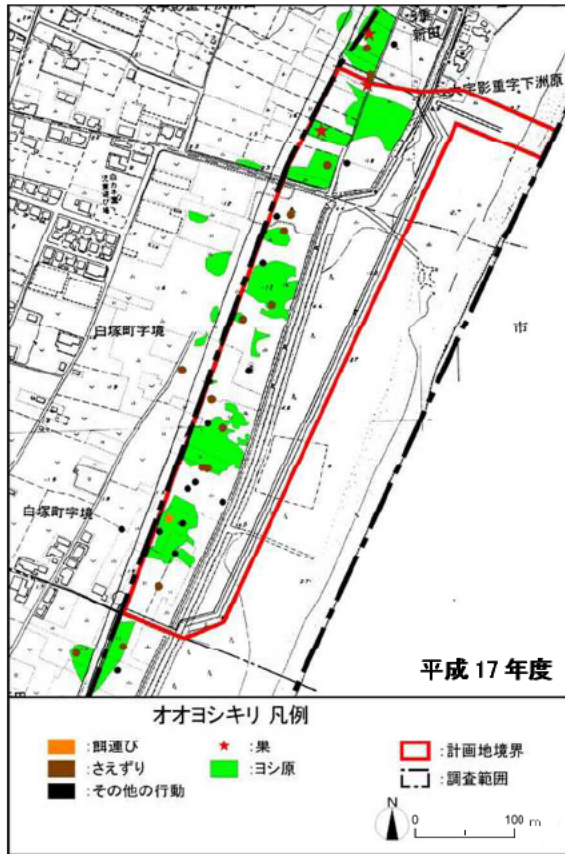 新田
大字影重字下洲原
白塚町字境
市
白塚町字境
平成 17 年度
オオヨシキリ 凡例
:餌運び
:巣
:計画地境界
:さえずり
:ヨシ原
:調査範囲
:その他の行動
N
0 100 m